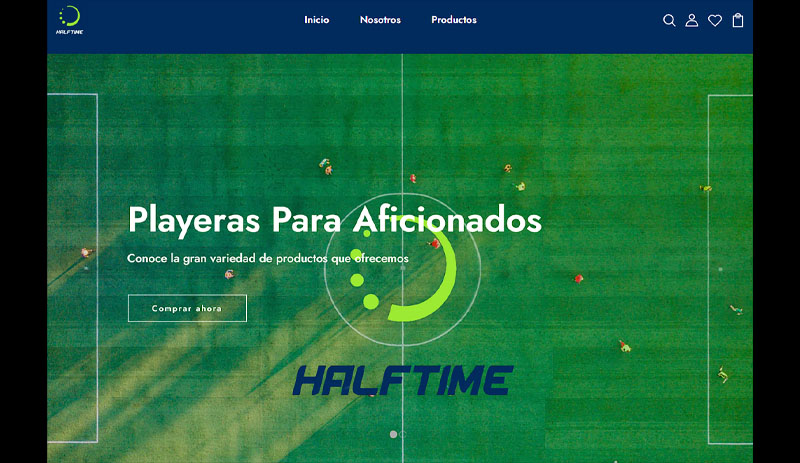 HALFTIME
Inicio Nosotros Productos
Playeras Para Aficionados
Conoce la gran variedad de productos que ofrecemos
Comprar ahora
HALFTIME